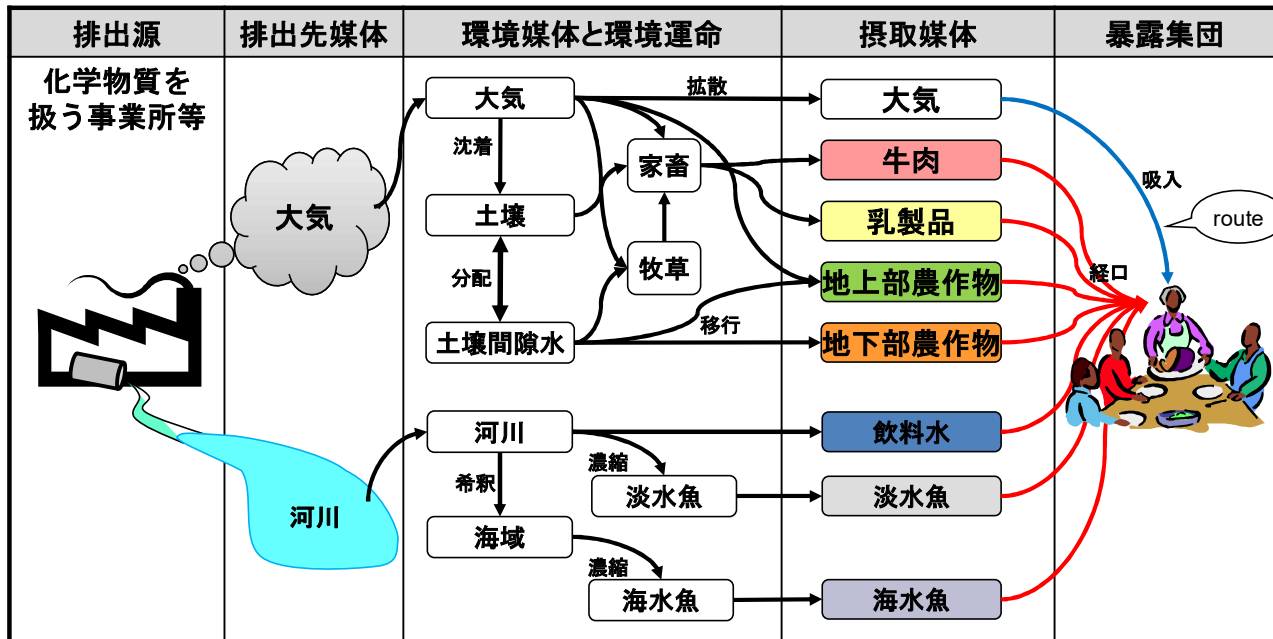 排出源
排出先媒体
環境媒体と環境運命
摂取媒体
暴露集団
化学物質を
扱う事業所等
大気
河川
大気
拡散
沈着
家畜
土壌
分配
牧草
土壌間隙水
移行
河川
濃縮
希釈
淡水魚
海域
濃縮
海水魚
大気
牛肉
乳製品
地上部農作物
地下部農作物
飲料水
淡水魚
海水魚
吸入
route
経口